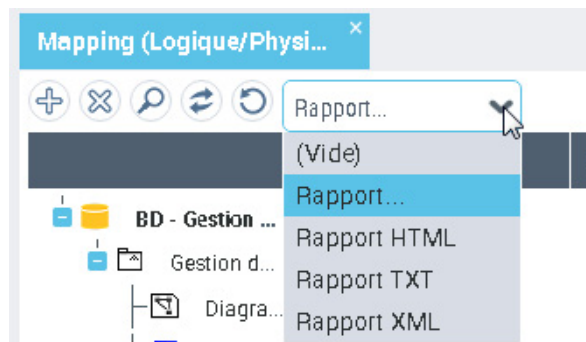 Mapping (Logique/Physi...
Rapport...
(Vide)
Rapport...
BD - Gestion ...
Rapport HTML
Gestion d...
Rapport TXT
Diagra...
Rapport XML